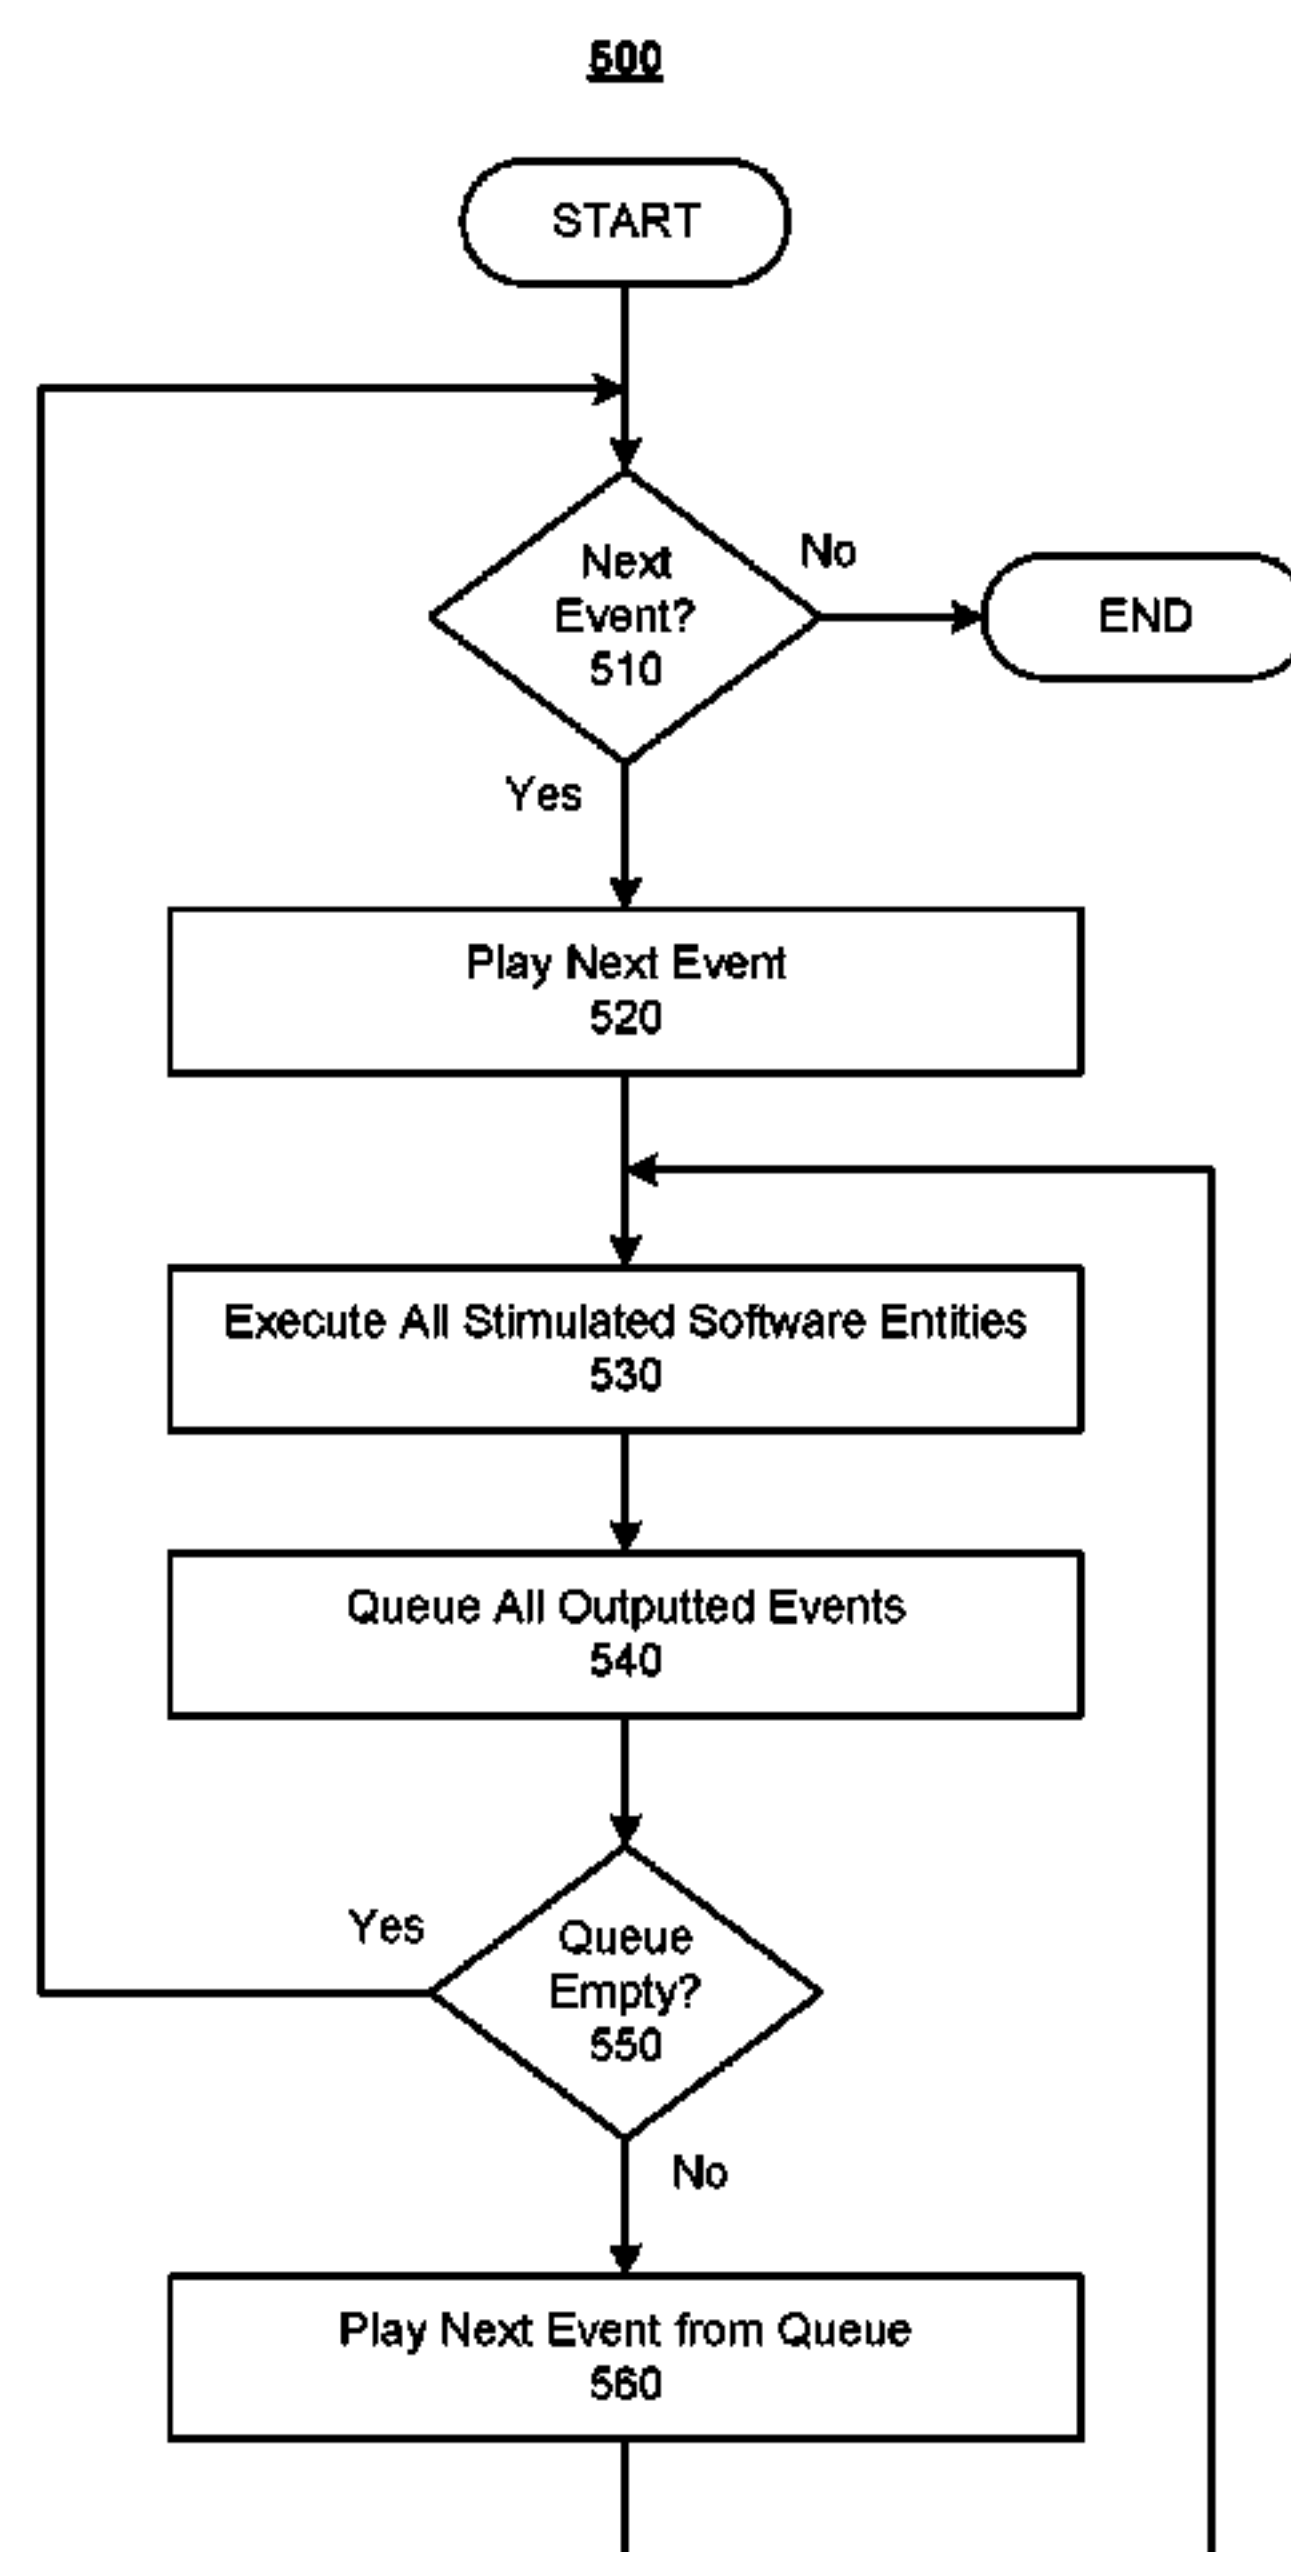 500
START
Next
Event?
510
No
END
Yes
Play Next Event
520
Execute All Stimulated Software Entities
530
Queue All Outputted Events
540
Yes
Queue
Empty?
550
No
Play Next Event from Queue
560